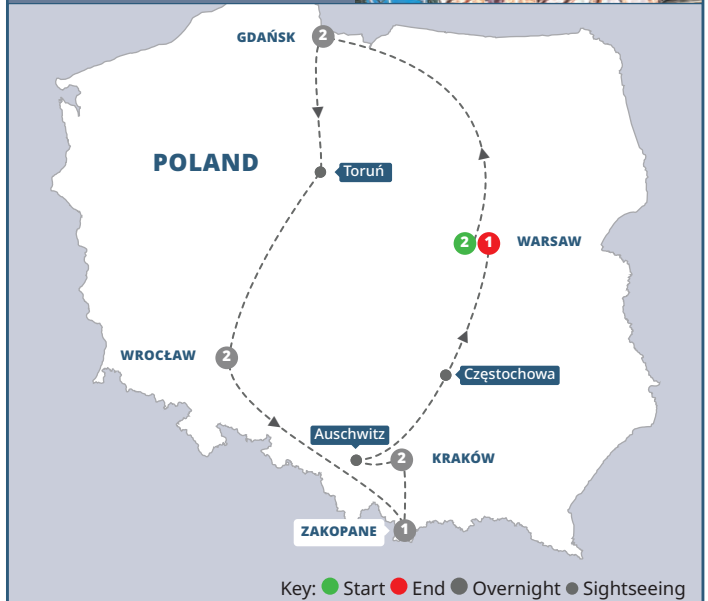 GDAŃSK 2
POLAND
Toruń
2 1 WARSAW
WROCŁAW 2
Częstochowa
Auschwitz
2 KRAKÓW
ZAKOPANE 1
Key: Start End Overnight Sightseeing